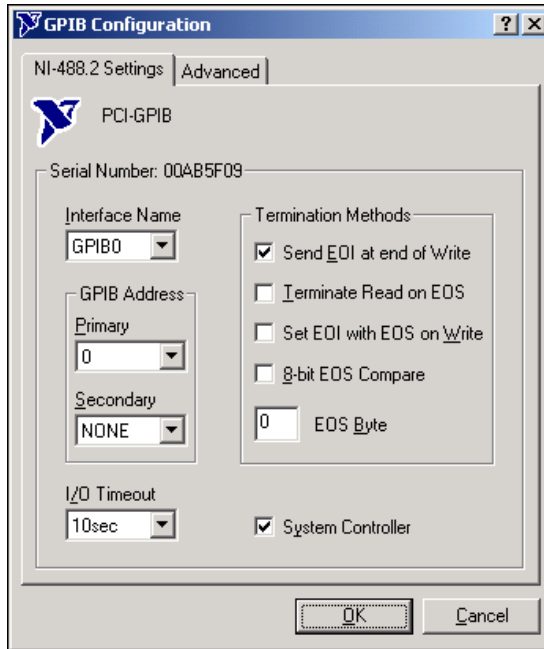 GPIB Configuration
NI-488.2 Settings
Advanced
PCI-GPIB
Serial Number: 00AB5F09
Interface Name
GPIB0
GPIB Address
Primary
0
Secondary
NONE
I/O Timeout
10sec
Termination Methods
Send EOI at end of Write
Terminate Read on EOS
Set EOI with EOS on Write
8-bit EOS Compare
0 EOS Byte
System Controller
OK
Cancel